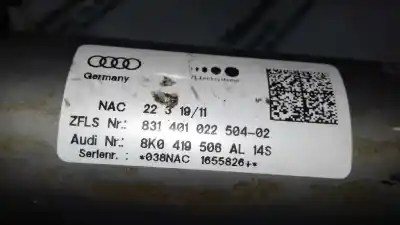 Germany
NAC 22 3 19/11
ZFLS Nr.: 831 401 022 504-02
Audi Nr.: 8K0 419 506 AL 14S
Serienr.: *038NAC 1655826+*